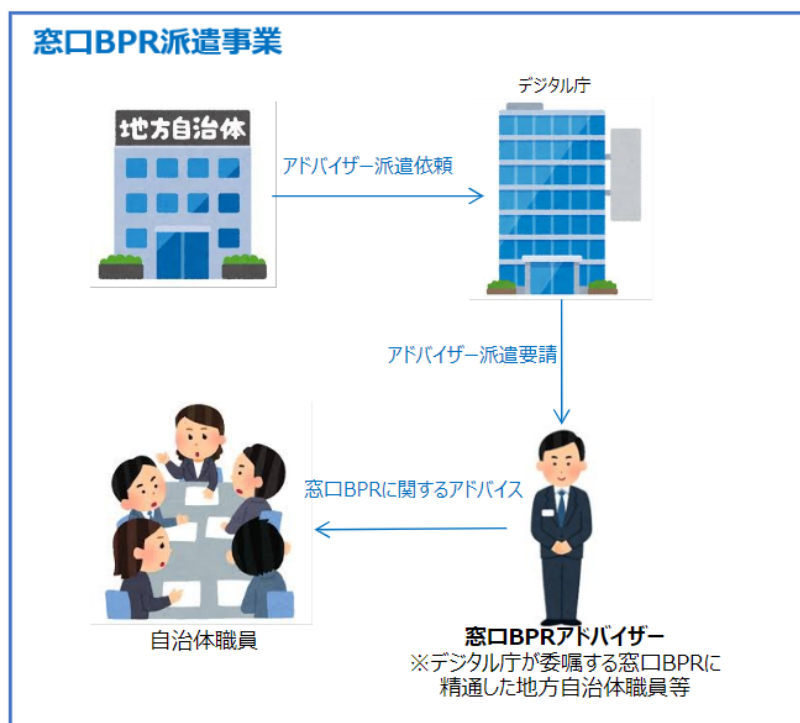 窓口BPR派遣事業
デジタル庁
地方自治体
アドバイザー派遣依頼
アドバイザー派遣要請
窓口BPRに関するアドバイス
自治体職員
窓口BPRアドバイザー
※デジタル庁が委嘱する窓口BPRに
精通した地方自治体職員等